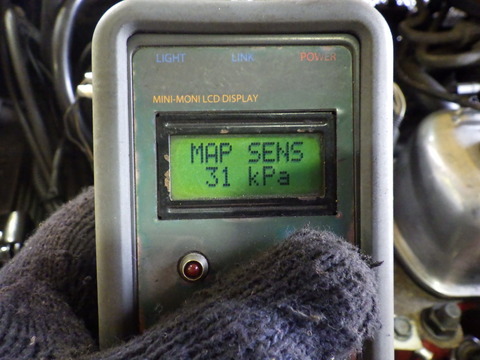 LIGHT LINK POWER
MINI-MONI LCD DISPLAY
MAP SENS
31 kPa